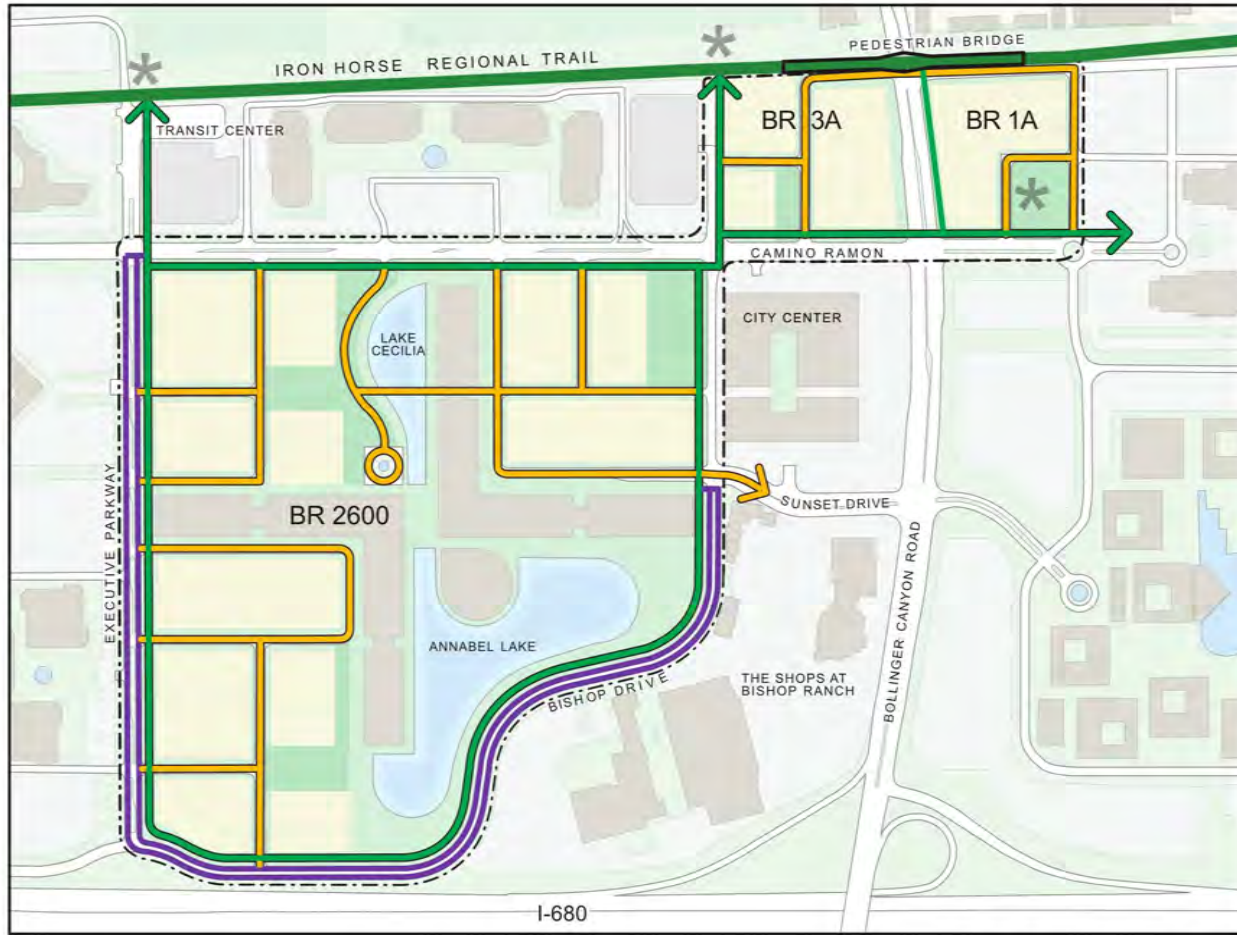 PEDESTRIAN BRIDGE
IRON HORSE REGIONAL TRAIL
TRANSIT CENTER
BR 3A
BR 1A
CAMINO RAMON
CITY CENTER
LAKE
CECILIA
EXECUTIVE PARKWAY
SUNSET DRIVE
BR 2600
BOLLINGER CANYON ROAD
ANNABEL LAKE
BISHOP DRIVE
THE SHOPS AT
BISHOP RANCH
I-680